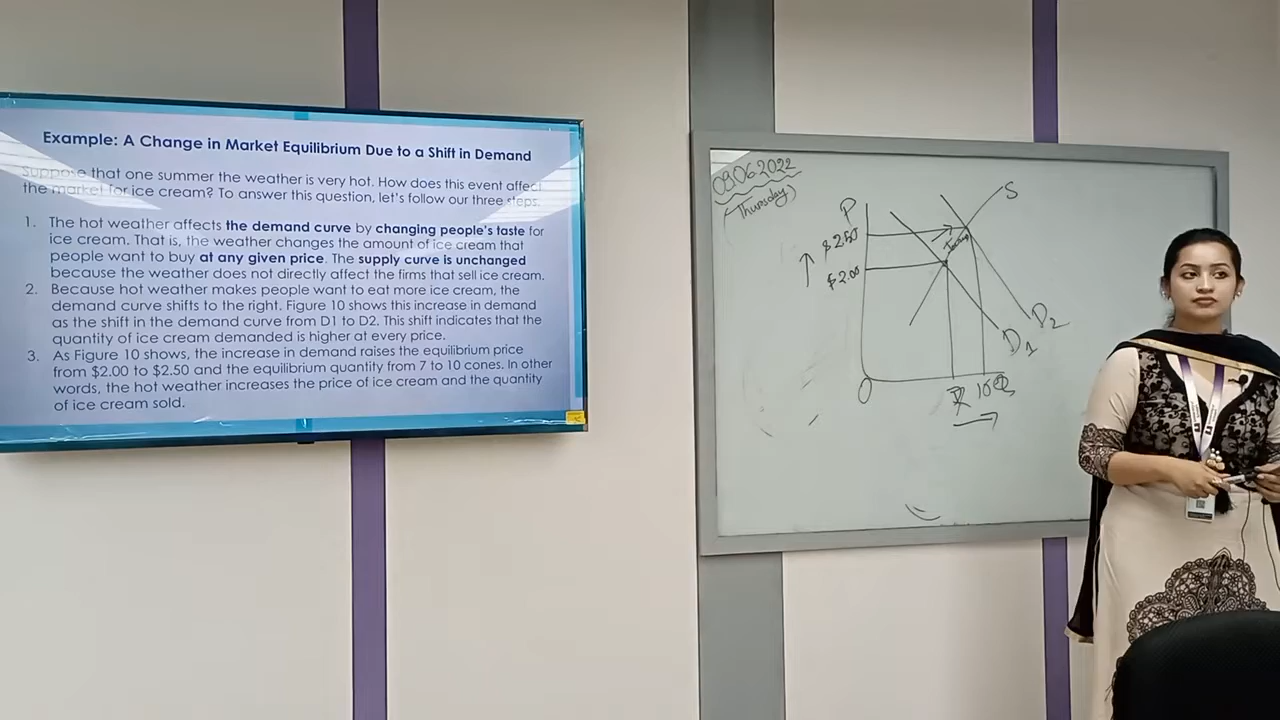 Example: A Change in Market Equilibrium Due to a Shift in Demand
Suppose that one summer the weather is very hot. How does this event affect
the market for ice cream? To answer this question, let's follow our three steps.
1. The hot weather affects the demand curve by changing people's taste for
ice cream. That is, the weather changes the amount of ice cream that
people want to buy at any given price. The supply curve is unchanged
because the weather does not directly affect the firms that sell ice cream.
2. Because hot weather makes people want to eat more ice cream, the
demand curve shifts to the right. Figure 10 shows this increase in demand
as the shift in the demand curve from D1 to D2. This shift indicates that the
quantity of ice cream demanded is higher at every price.
3. As Figure 10 shows, the increase in demand raises the equilibrium price
from $2.00 to $2.50 and the equilibrium quantity from 7 to 10 cones. In other
words, the hot weather increases the price of ice cream and the quantity
of ice cream sold.
09.06.2022
(Thursday)
P
S
$2.50
$2.00
D2
D1
0
7 10 Q